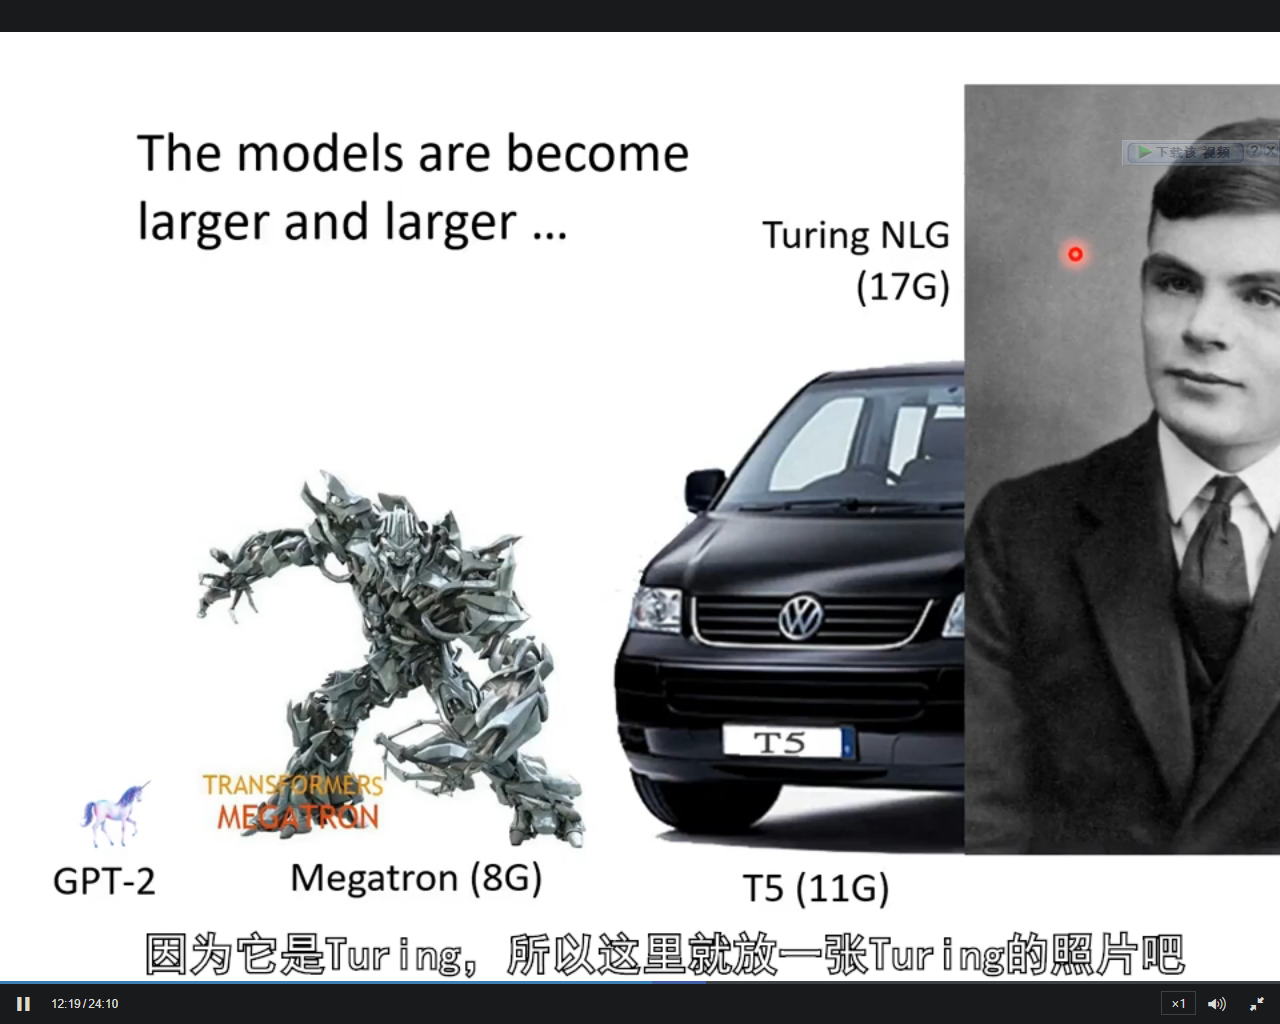 The models are become
larger and larger ...
下载该视频 ? X
Turing NLG
(17G)
T5
TRANSFORMERS
MEGATRON
GPT-2
Megatron (8G)
T5 (11G)
因为它是Turing，所以这里就放一张Turing的照片吧
12:19/24:10
×1